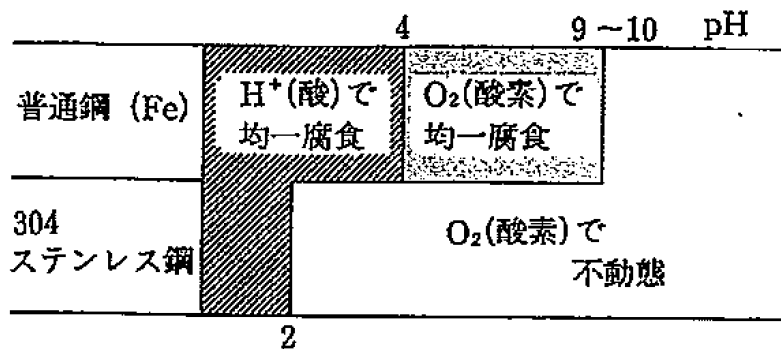 4
9～10
pH
普通鋼 (Fe)
H⁺(酸)で
均一腐食
O₂(酸素)で
均一腐食
304
ステンレス鋼
O₂(酸素)で
不動態
2